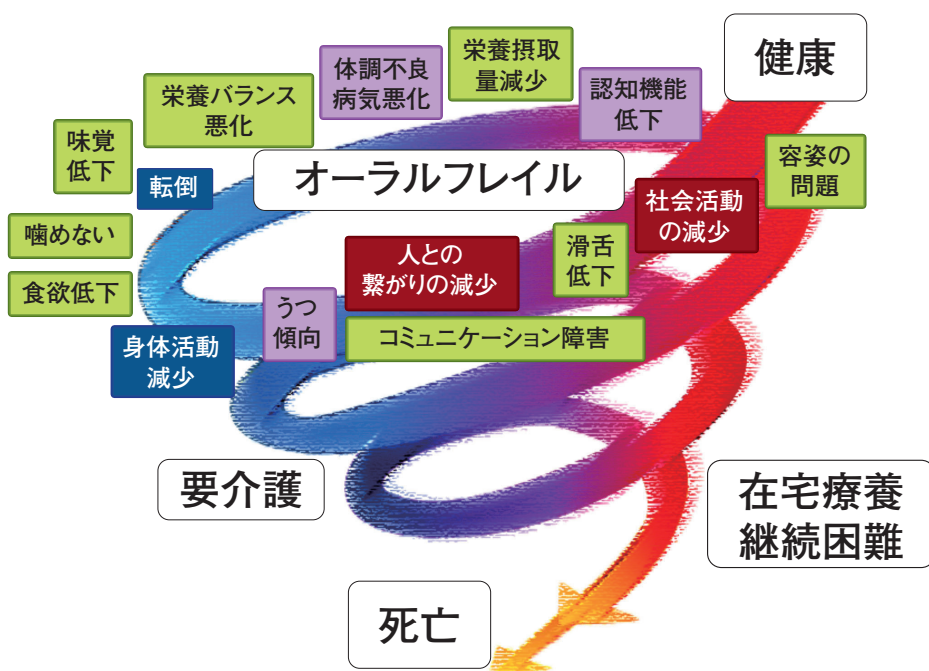 健康
栄養摂取
量減少
体調不良
病気悪化
認知機能
低下
栄養バランス
悪化
味覚
低下
容姿の
問題
オーラルフレイル
転倒
社会活動
の減少
噛めない
人との
繋がりの減少
滑舌
低下
食欲低下
うつ
傾向
コミュニケーション障害
身体活動
減少
要介護
在宅療養
継続困難
死亡